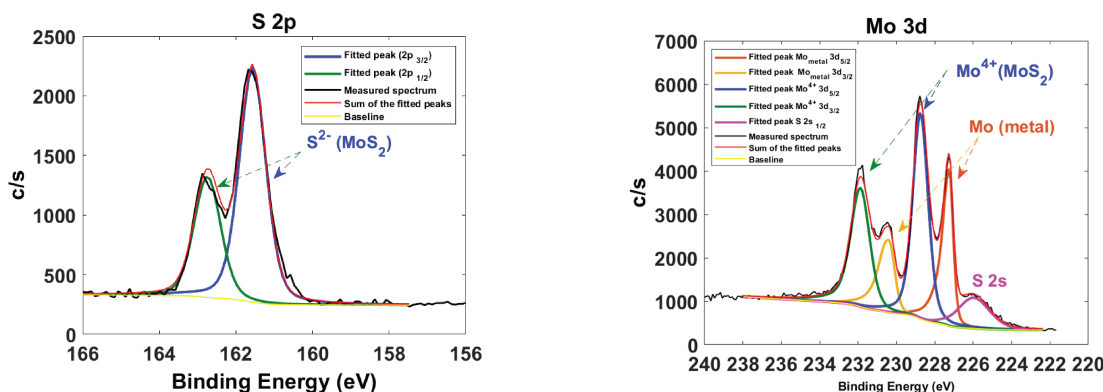 S 2p
2500
2000
1500
1000
500
0
c/s
166
164
162
160
158
156
Binding Energy (eV)
Fitted peak (2p 3/2)
Fitted peak (2p 1/2)
Measured spectrum
Sum of the fitted peaks
Baseline
S2- (MoS2)
Mo 3d
7000
6000
5000
4000
3000
2000
1000
0
c/d
240
238
236
234
232
230
229
227
226
224
222
220
Binding Energy (eV)
Fitted peak Mometal 3d5/2
Fitted peak Mometal 3d3/2
Fitted peak Mo4+ 3d5/2
Fitted peak Mo4+ 3d3/2
Fitted peak S 2s1/2
Measured spectrum
Sum of the fitted peaks
Baseline
Mo4+(MoS2)
Mo (metal)
S 2s